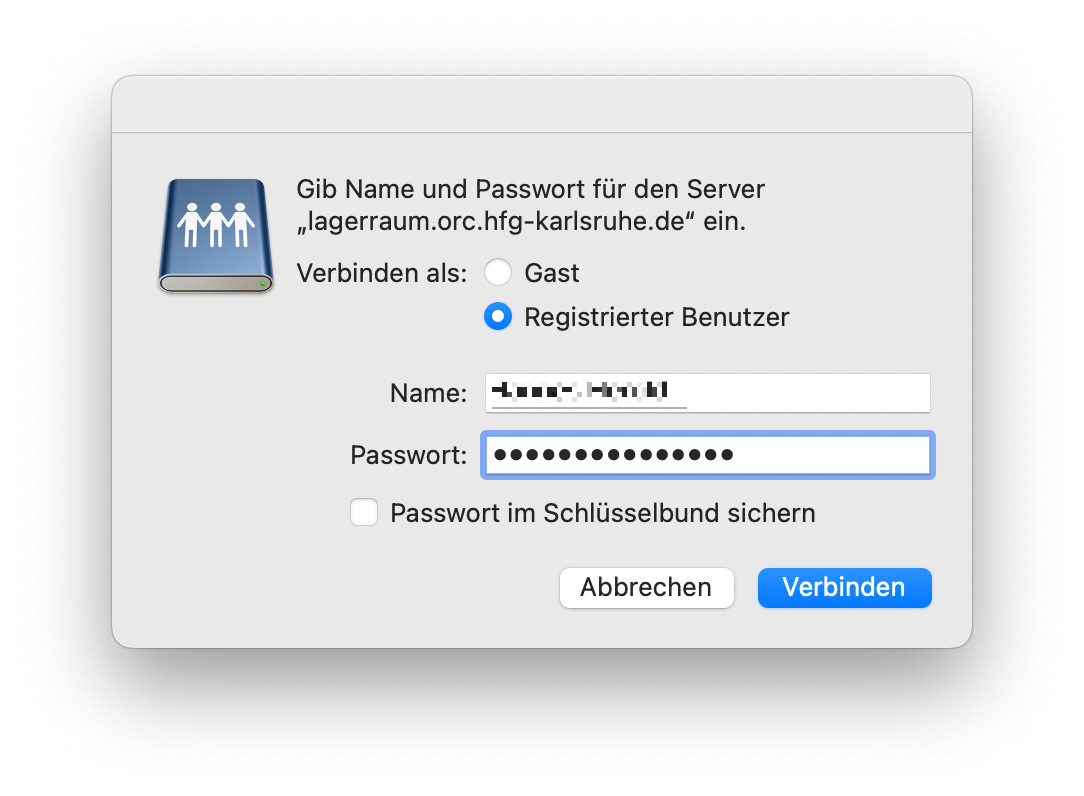 Gib Name und Passwort für den Server
„lagerraum.orc.hfg-karlsruhe.de“ ein.
Verbinden als: Gast
Registrierter Benutzer
Name:
Passwort: ●●●●●●●●●●●●●●●
Passwort im Schlüsselbund sichern
Abbrechen Verbinden